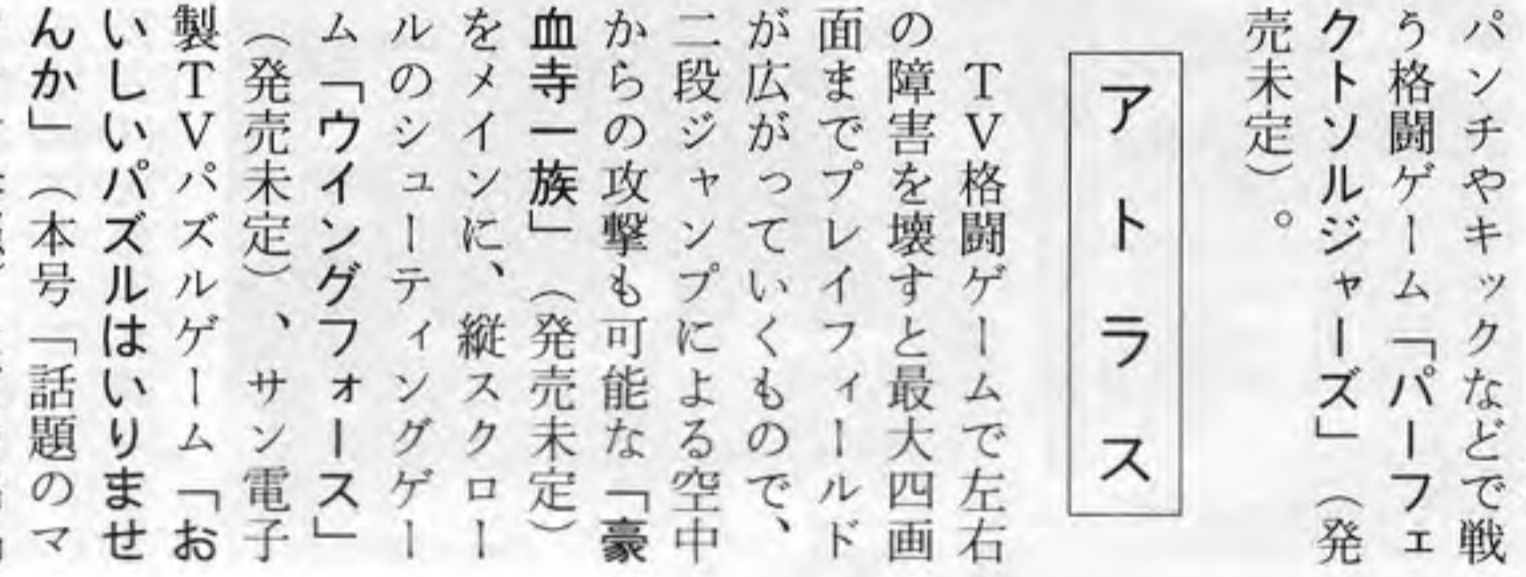 パンチやキックなどで戦
う格闘ゲーム「パーフェ
クトソルジャーズ」（発
売未定）。
アトラス
ＴＶ格闘ゲームで左右
の障害を壊すと最大四画
面までプレイフィールド
が広がっていくもので、
二段ジャンプによる空中
からの攻撃も可能な「豪
血寺一族」（発売未定）
をメインに、縦スクロー
ルのシューティングゲー
ム「ウイングフォース」
（発売未定）、サン電子
製ＴＶパズルゲーム「お
いしいパズルはいりませ
んか」（本号「話題のマ